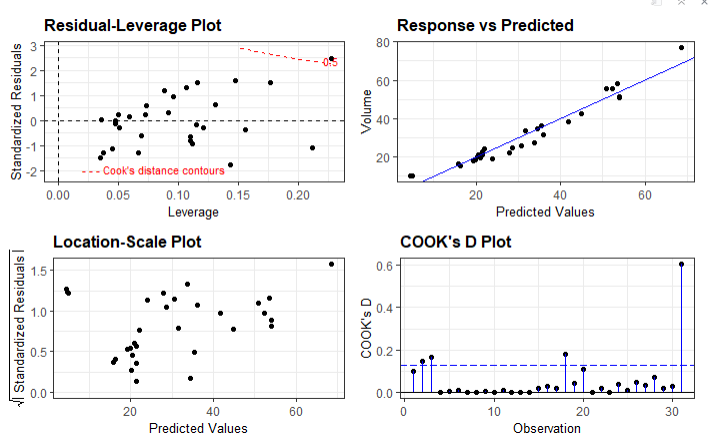 Residual-Leverage Plot
3
2
1
0
-1
-2
0.5
Cook's distance contours
0.00
0.05
0.10
0.15
0.20
Leverage
Standardized Residuals
Response vs Predicted
80
60
40
20
20
40
60
Predicted Values
Volume
Location-Scale Plot
1.5
1.0
0.5
0.0
20
40
60
Predicted Values
√| Standardized Residuals |
COOK's D Plot
0.6
0.4
0.2
0.0
0
10
20
30
Observation
COOK's D